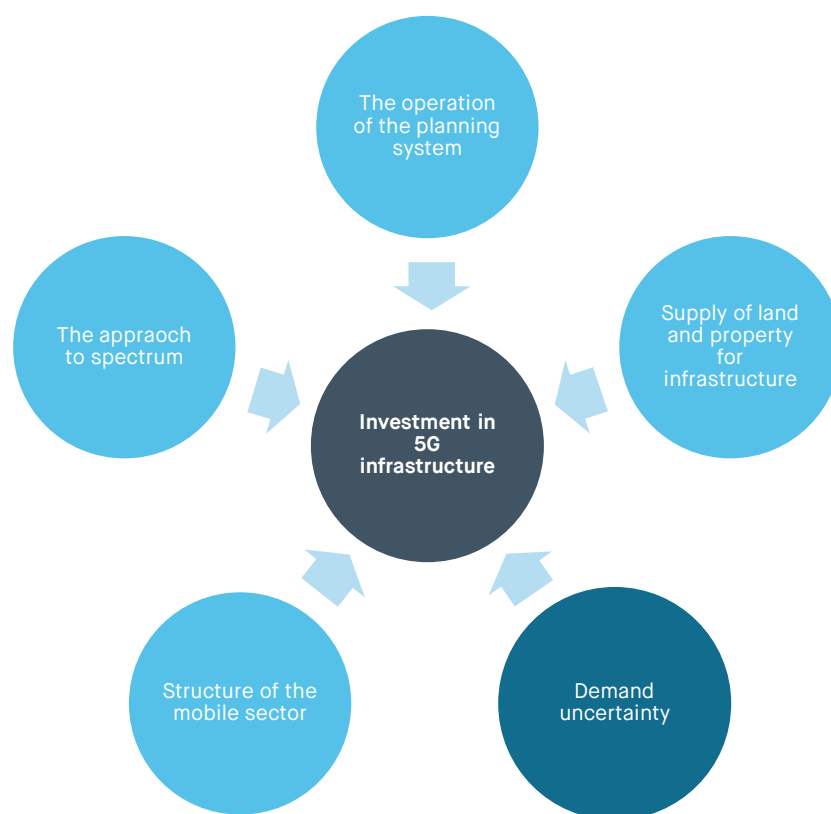 The operation
of the planning
system
The appraoch
to spectrum
Supply of land
and property
for
infrastructure
Investment in
5G
infrastructure
Structure of the
mobile sector
Demand
uncertainty